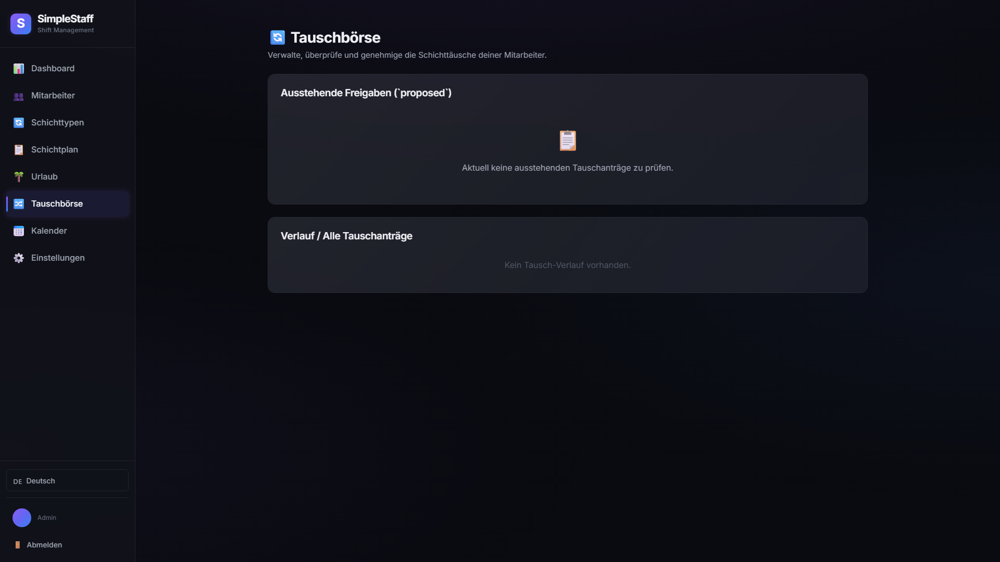 S
SimpleStaff
Shift Management
Dashboard
Mitarbeiter
Schichttypen
Schichtplan
Urlaub
Tauschbörse
Kalender
Einstellungen
DE Deutsch
Admin
Abmelden
Tauschbörse
Verwalte, überprüfe und genehmige die Schichttäusche deiner Mitarbeiter.
Ausstehende Freigaben (`proposed`)
Aktuell keine ausstehenden Tauschanträge zu prüfen.
Verlauf / Alle Tauschanträge
Kein Tausch-Verlauf vorhanden.